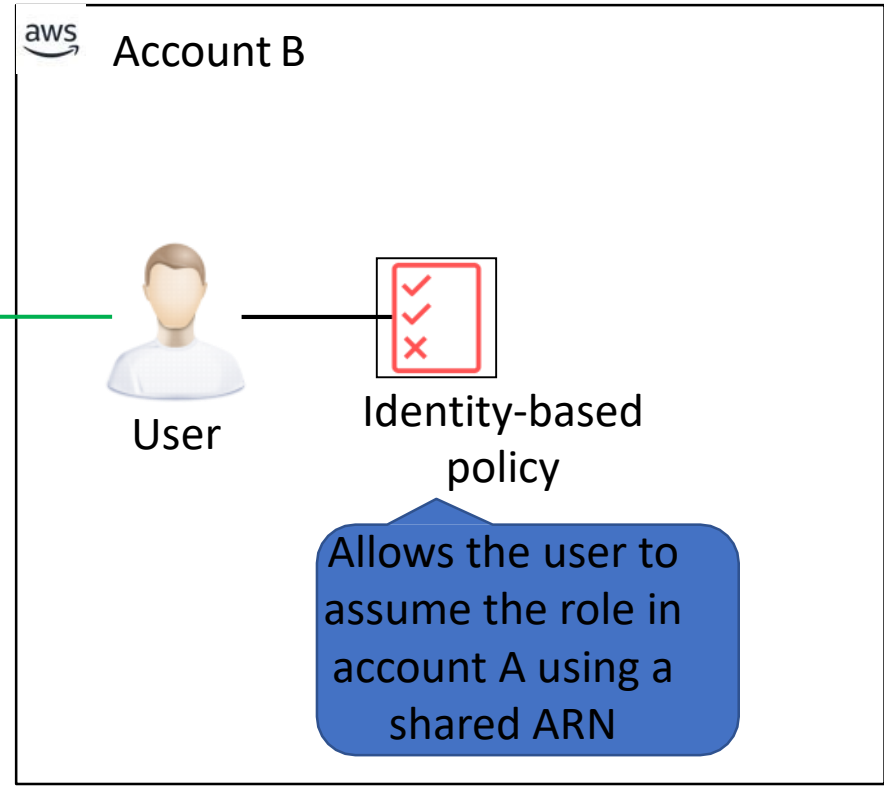 aws
Account B
User
Identity-based
policy
Allows the user to
assume the role in
account A using a
shared ARN